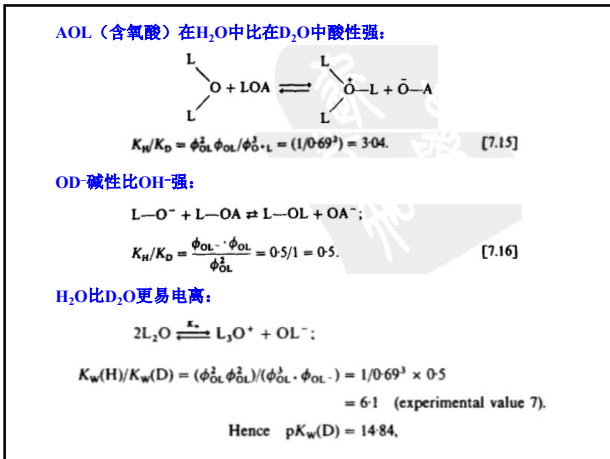 AOL（含氧酸）在H₂O中比在D₂O中酸性强：
L
L
O + LOA ⇌ O⁺—L + Ō—A
L
L
K_H/K_D = ϕ²_OL ϕ_OL/ϕ³_O⁺L = (1/0·69³) = 3·04. [7.15]
OD⁻碱性比OH⁻强：
L—O⁻ + L—OA ⇄ L—OL + OA⁻;
K_H/K_D = ϕ_OL⁻ · ϕ_OL / ϕ²_OL = 0·5/1 = 0·5. [7.16]
H₂O比D₂O更易电离：
2L₂O ⇌ L₃O⁺ + OL⁻;
K_W(H)/K_W(D) = (ϕ²_OL ϕ²_OL)/(ϕ³_OL⁺ ϕ_OL⁻) = 1/0·69³ × 0·5
= 6·1 (experimental value 7).
Hence pK_W(D) = 14·84,